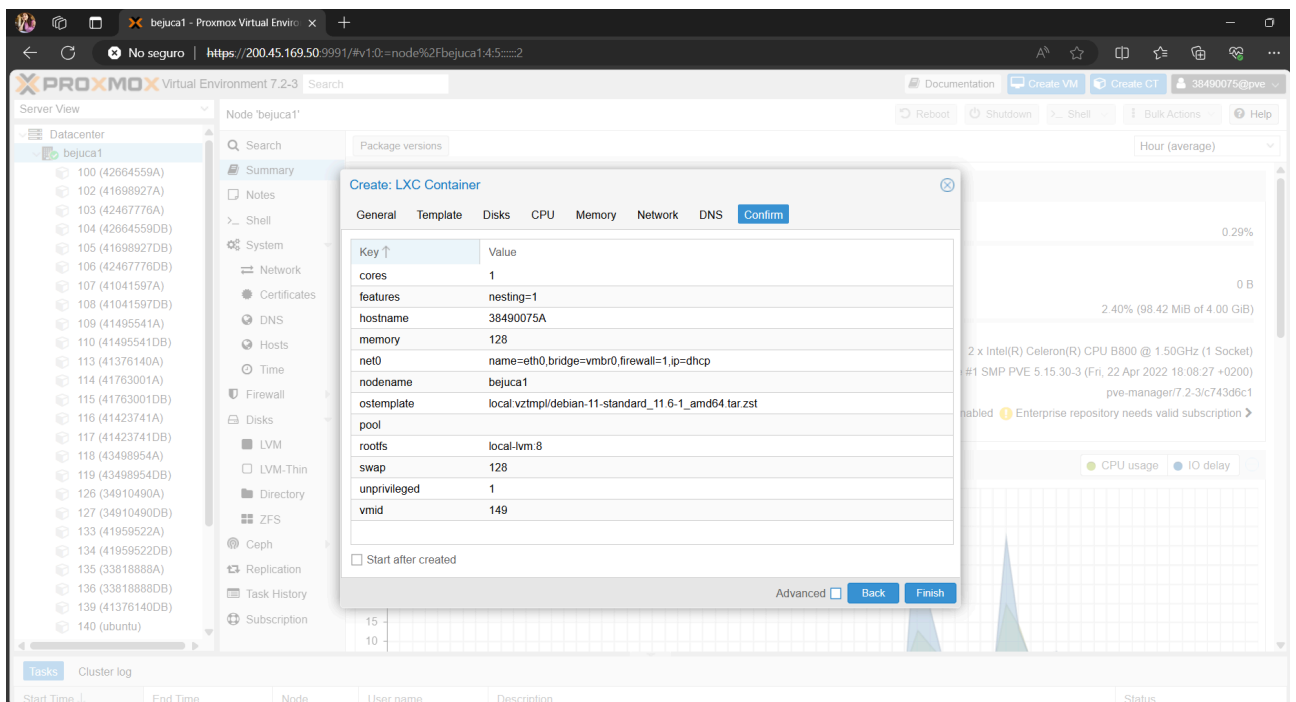 bejuca1 - Proxmox Virtual Enviro
No seguro | https://200.45.169.50:9991/#v1:0:=node%2Fbejuca1:4:5::::::2
PROXMOX Virtual Environment 7.2-3 Search
Documentation Create VM Create CT 38490075@pve
Server View
Node 'bejuca1'
Reboot Shutdown Shell Bulk Actions Help
Datacenter
bejuca1
100 (42664559A)
102 (41698927A)
103 (42467776A)
104 (42664559DB)
105 (41698927DB)
106 (42467776DB)
107 (41041597A)
108 (41041597DB)
109 (41495541A)
110 (41495541DB)
113 (41376140A)
114 (41763001A)
115 (41763001DB)
116 (41423741A)
117 (41423741DB)
118 (43498954A)
119 (43498954DB)
126 (34910490A)
127 (34910490DB)
133 (41959522A)
134 (41959522DB)
135 (33818888A)
136 (33818888DB)
139 (41376140DB)
140 (ubuntu)
Search
Summary
Notes
Shell
System
Network
Certificates
DNS
Hosts
Time
Firewall
Disks
LVM
LVM-Thin
Directory
ZFS
Ceph
Replication
Task History
Subscription
Package versions
Hour (average)
Create: LXC Container
General Template Disks CPU Memory Network DNS Confirm
Key Value
cores 1
features nesting=1
hostname 38490075A
memory 128
net0 name=eth0,bridge=vmbr0,firewall=1,ip=dhcp
nodename bejuca1
ostemplate local:vztmpl/debian-11-standard_11.6-1_amd64.tar.zst
pool
rootfs local-lvm:8
swap 128
unprivileged 1
vmid 149
Start after created
Advanced Back Finish
0.29%
0 B
2.40% (98.42 MiB of 4.00 GiB)
2 x Intel(R) Celeron(R) CPU B800 @ 1.50GHz (1 Socket)
#1 SMP PVE 5.15.30-3 (Fri, 22 Apr 2022 18:08:27 +0200)
pve-manager/7.2-3/c743d6c1
nabled Enterprise repository needs valid subscription
CPU usage IO delay
15
10
Tasks Cluster log
Start Time End Time Node User name Description Status